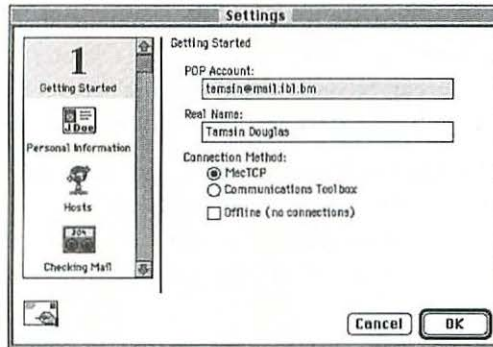 Settings
1
Getting Started
JDoe
Personal Information
Hosts
Checking Mail
Getting Started
POP Account:
tamsin@mail.ibl.bm
Real Name:
Tamsin Douglas
Connection Method:
MacTCP
Communications Toolbox
Offline (no connections)
Cancel
OK